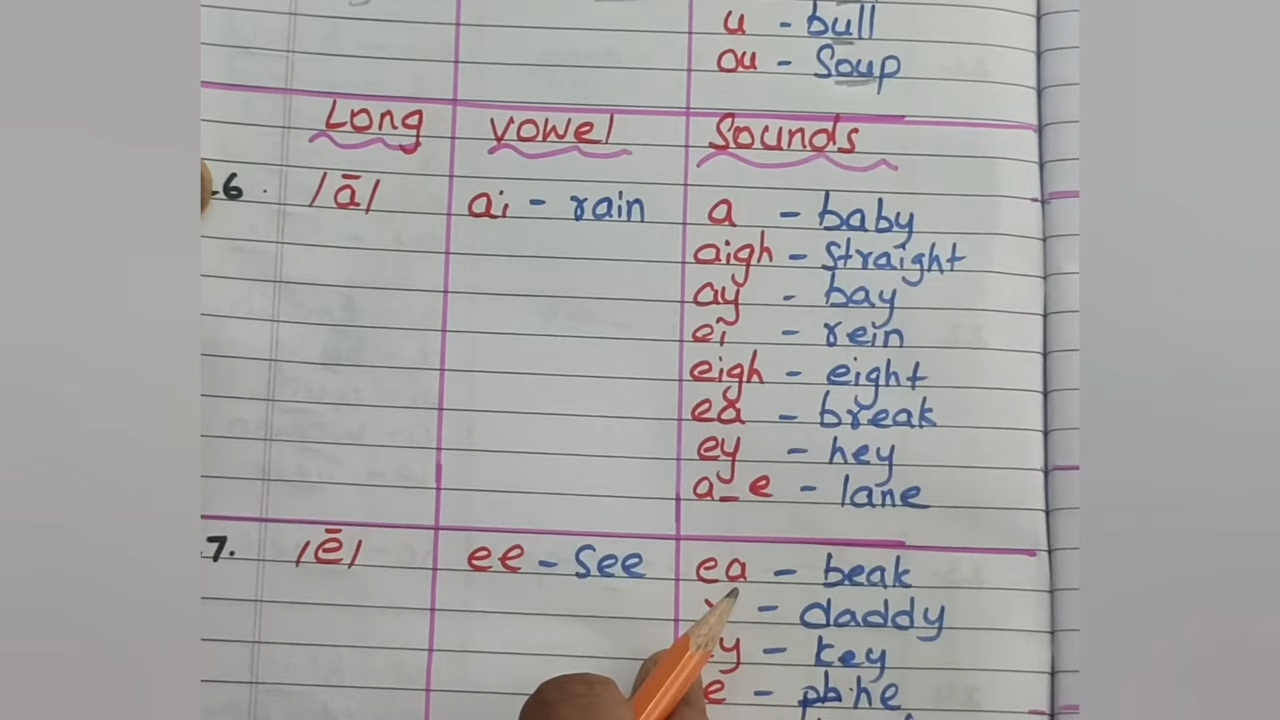 u - bull
ou - Soup
Long vowel Sounds
6. /ā/ ai - rain a - baby
aigh - straight
ay - bay
ei - rein
eigh - eight
ea - break
ey - hey
a_e - lane
7. /ē/ ee - See ea - beak
- daddy
y - key
e -